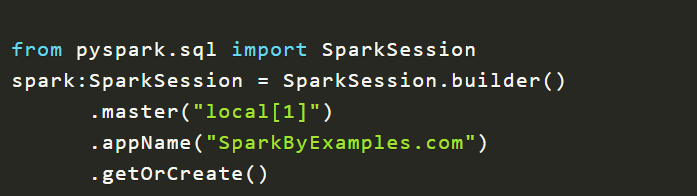 from pyspark.sql import SparkSession
spark:SparkSession = SparkSession.builder()
      .master("local[1]")
      .appName("SparkByExamples.com")
      .getOrCreate()